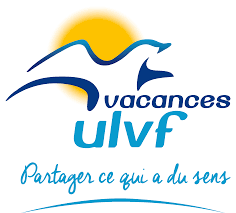 vacances
ulvf
Partager ce qui a du sens